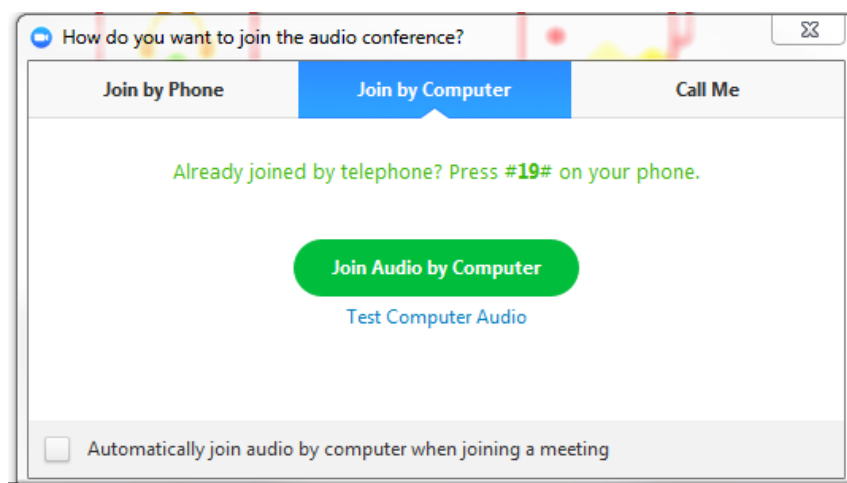 How do you want to join the audio conference?
Join by Phone
Join by Computer
Call Me
Already joined by telephone? Press #19# on your phone.
Join Audio by Computer
Test Computer Audio
Automatically join audio by computer when joining a meeting